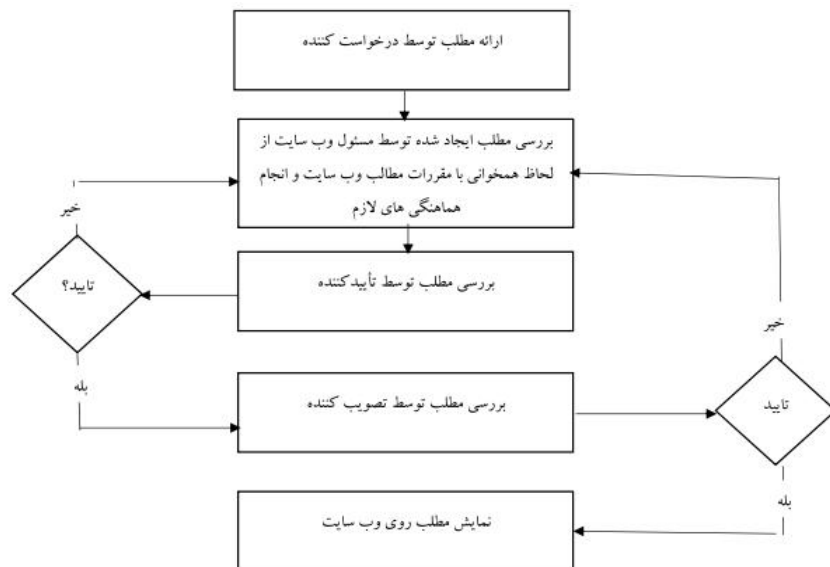 ارائه مطلب توسط درخواست کننده
بررسی مطلب ایجاد شده توسط مسئول وب سایت از
لحاظ همخوانی با مقررات مطالب وب سایت و انجام
هماهنگی های لازم
خیر
بررسی مطلب توسط تأییدکننده
تایید؟
خیر
بله
بررسی مطلب توسط تصویب کننده
تایید
بله
نمایش مطلب روی وب سایت